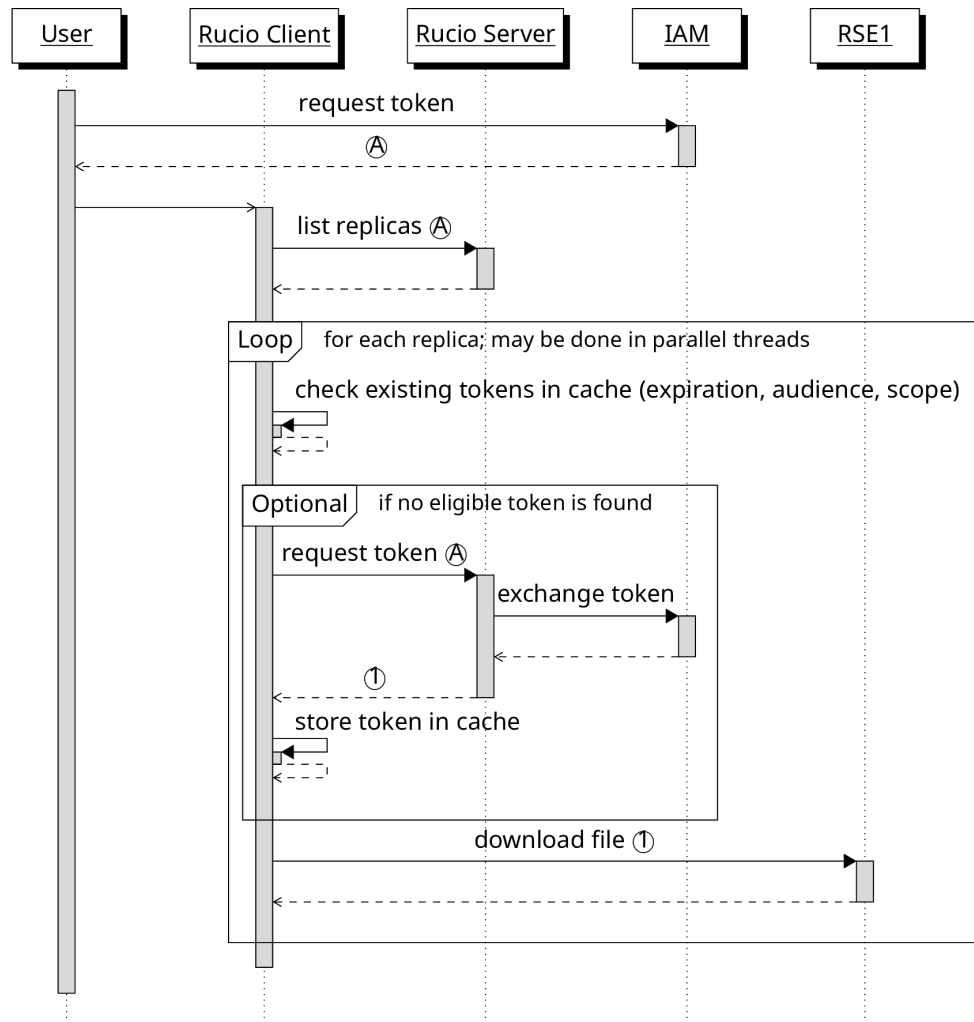 User
Rucio Client
Rucio Server
IAM
RSE1
request token
Ⓐ
list replicas Ⓐ
Loop
for each replica; may be done in parallel threads
check existing tokens in cache (expiration, audience, scope)
Optional
if no eligible token is found
request token Ⓐ
exchange token
①
store token in cache
download file ①